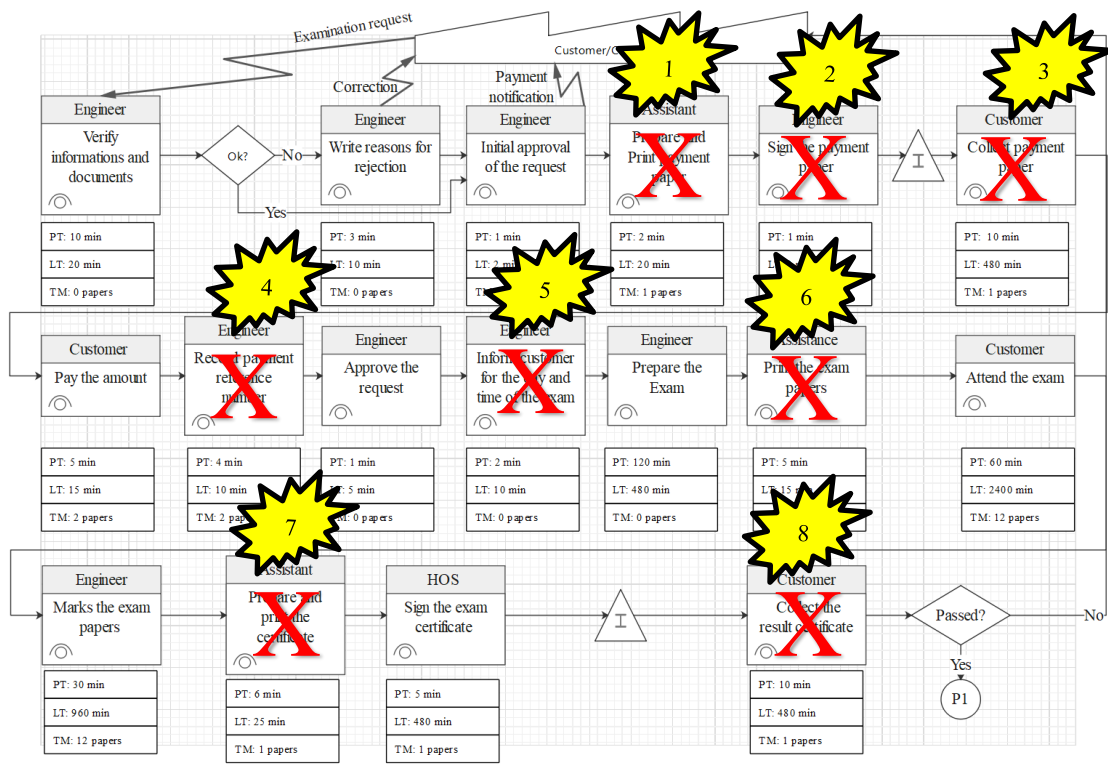 Examination request
Customer/C
Correction
Payment
notification
1
2
3
Engineer
Verify
informations and
documents
Ok?
No
Yes
Engineer
Write reasons for
rejection
Engineer
Initial approval
of the request
Assistant
Prepare and
Print payment
paper
X
Engineer
Sign the payment
paper
X
I
Customer
Collect payment
paper
X
PT: 10 min
LT: 20 min
TM: 0 papers
PT: 3 min
LT: 10 min
TM: 0 papers
PT: 1 min
LT: 2 min
PT: 2 min
LT: 20 min
TM: 1 papers
PT: 1 min
PT: 10 min
LT: 480 min
TM: 1 papers
4
5
6
Customer
Pay the amount
Engineer
Record payment
reference
number
X
Engineer
Approve the
request
Engineer
Inform customer
for the day and
time of the exam
X
Engineer
Prepare the
Exam
Assistance
Print the exam
papers
X
Customer
Attend the exam
PT: 5 min
LT: 15 min
TM: 2 papers
PT: 4 min
LT: 10 min
TM: 2 pap
PT: 1 min
LT: 5 min
TM: 0 papers
PT: 2 min
LT: 10 min
TM: 0 papers
PT: 120 min
LT: 480 min
TM: 0 papers
PT: 5 min
LT: 15 min
PT: 60 min
LT: 2400 min
TM: 12 papers
7
8
Engineer
Marks the exam
papers
Assistant
Prepare and
print the
certificate
X
HOS
Sign the exam
certificate
I
Customer
Collect the
result certificate
X
Passed?
No
Yes
P1
PT: 30 min
LT: 960 min
TM: 12 papers
PT: 6 min
LT: 25 min
TM: 1 papers
PT: 5 min
LT: 480 min
TM: 1 papers
PT: 10 min
LT: 480 min
TM: 1 papers